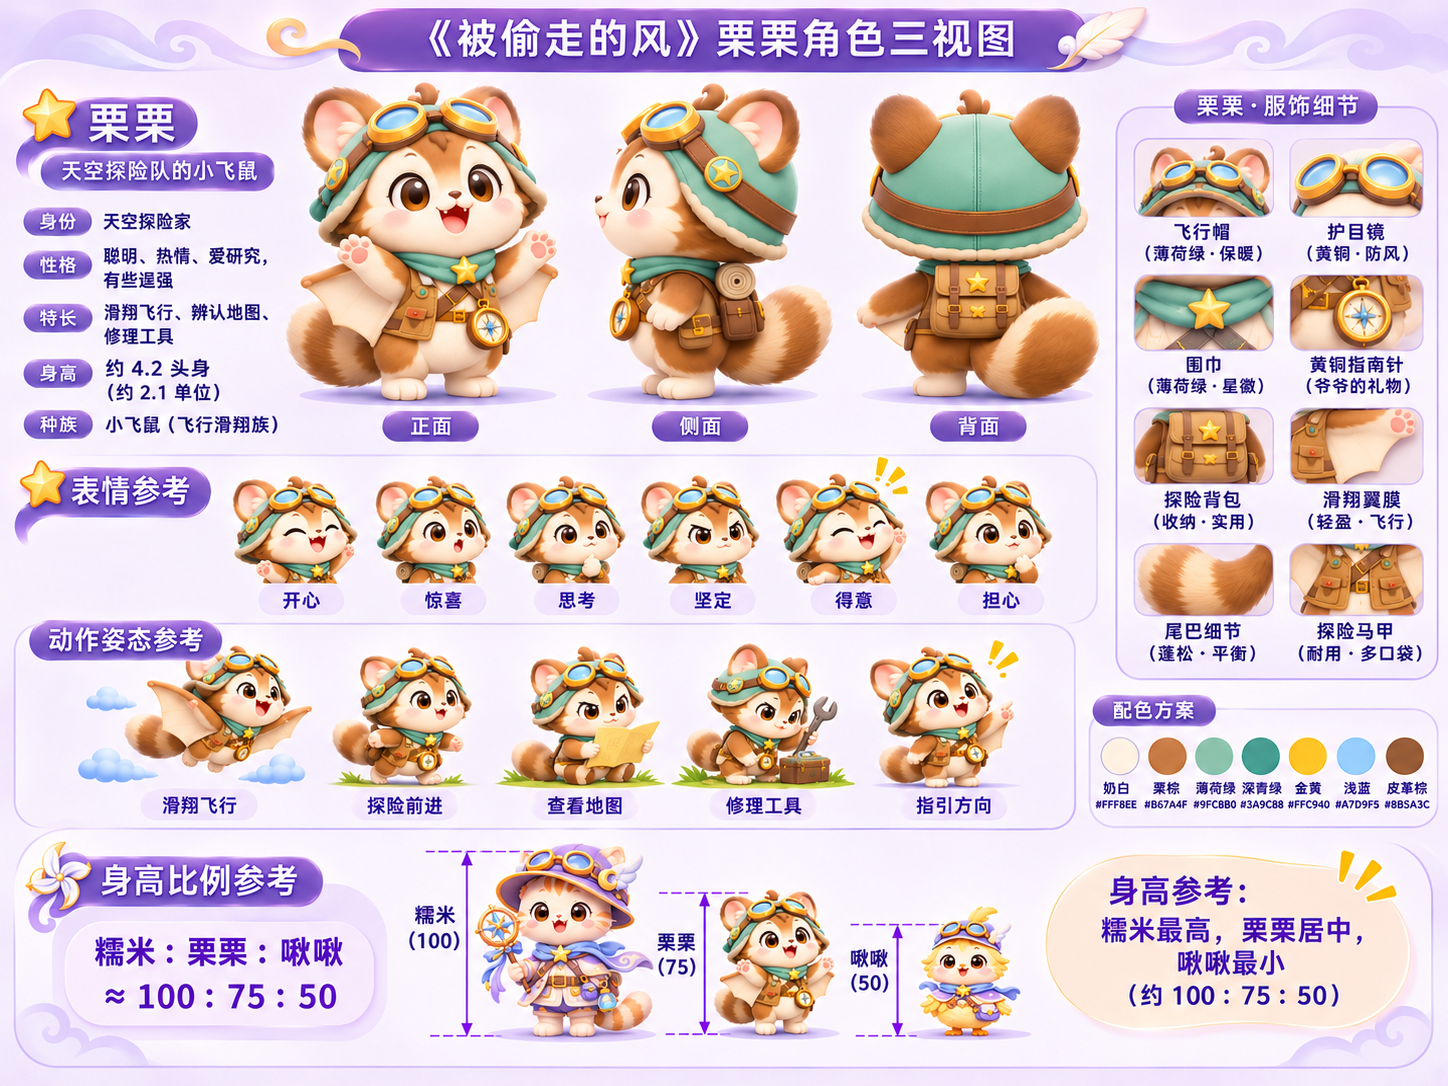 《被偷走的风》栗栗角色三视图
栗栗
天空探险队的小飞鼠
身份 天空探险家
性格 聪明、热情、爱研究，
有些逞强
特长 滑翔飞行、辨认地图、
修理工具
身高 约 4.2 头身
（约 2.1 单位）
种族 小飞鼠（飞行滑翔族）
正面
侧面
背面
栗栗·服饰细节
飞行帽
（薄荷绿·保暖）
护目镜
（黄铜·防风）
围巾
（薄荷绿·星徽）
黄铜指南针
（爷爷的礼物）
探险背包
（收纳·实用）
滑翔翼膜
（轻盈·飞行）
尾巴细节
（蓬松·平衡）
探险马甲
（耐用·多口袋）
表情参考
开心
惊喜
思考
坚定
得意
担心
动作姿态参考
滑翔飞行
探险前进
查看地图
修理工具
指引方向
配色方案
奶白 栗棕 薄荷绿 深青绿 金黄 浅蓝 皮革棕
#FFF8EE #B67A4F #9FC8B0 #3A9C88 #FFC940 #A7D9F5 #8B5A3C
身高比例参考
糯米：栗栗：啾啾
≈ 100：75：50
糯米
（100）
栗栗
（75）
啾啾
（50）
身高参考：
糯米最高，栗栗居中，
啾啾最小
（约 100：75：50）